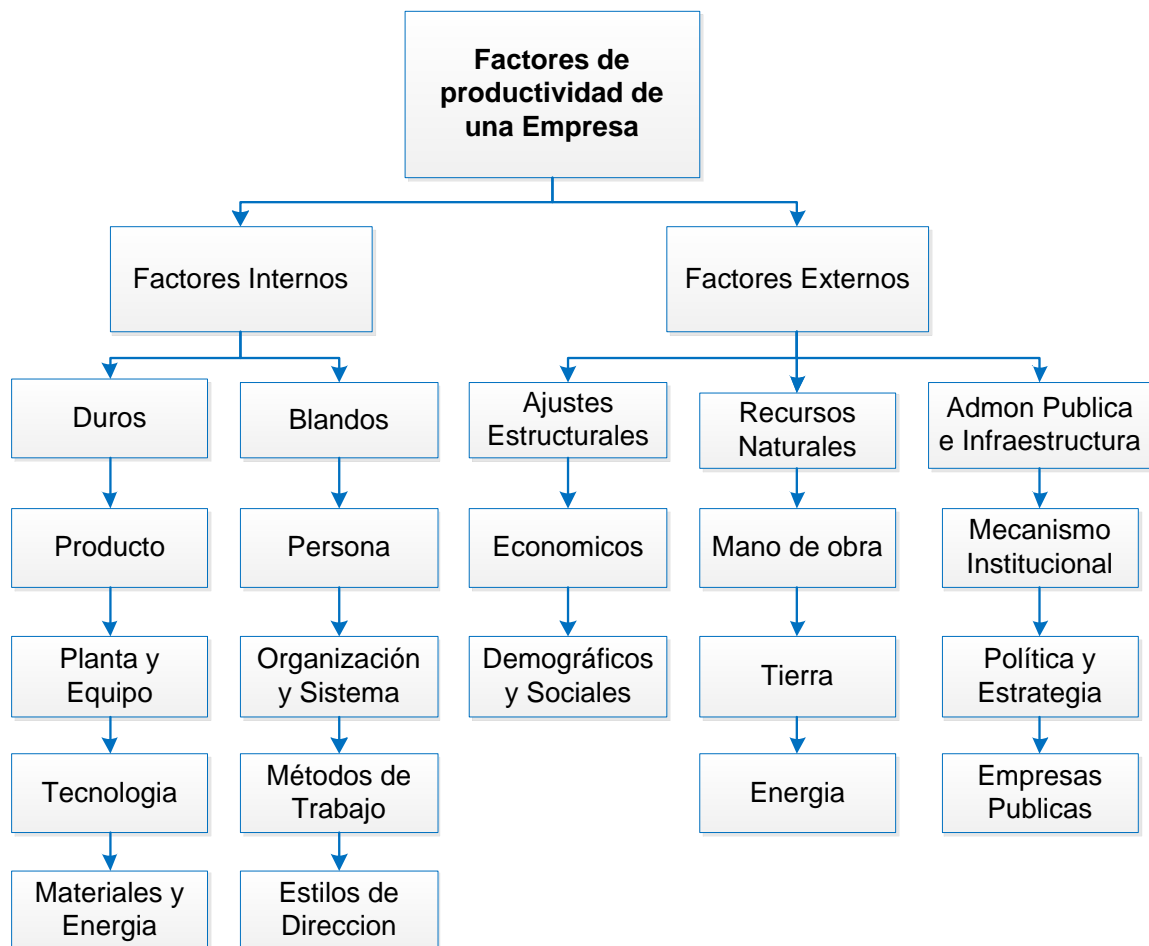 Factores de
productividad de
una Empresa
Factores Internos
Factores Externos
Duros
Blandos
Ajustes
Estructurales
Recursos
Naturales
Admon Publica
e Infraestructura
Producto
Persona
Economicos
Mano de obra
Mecanismo
Institucional
Planta y
Equipo
Organización
y Sistema
Demográficos
y Sociales
Tierra
Política y
Estrategia
Tecnologia
Métodos de
Trabajo
Energia
Empresas
Publicas
Materiales y
Energia
Estilos de
Direccion